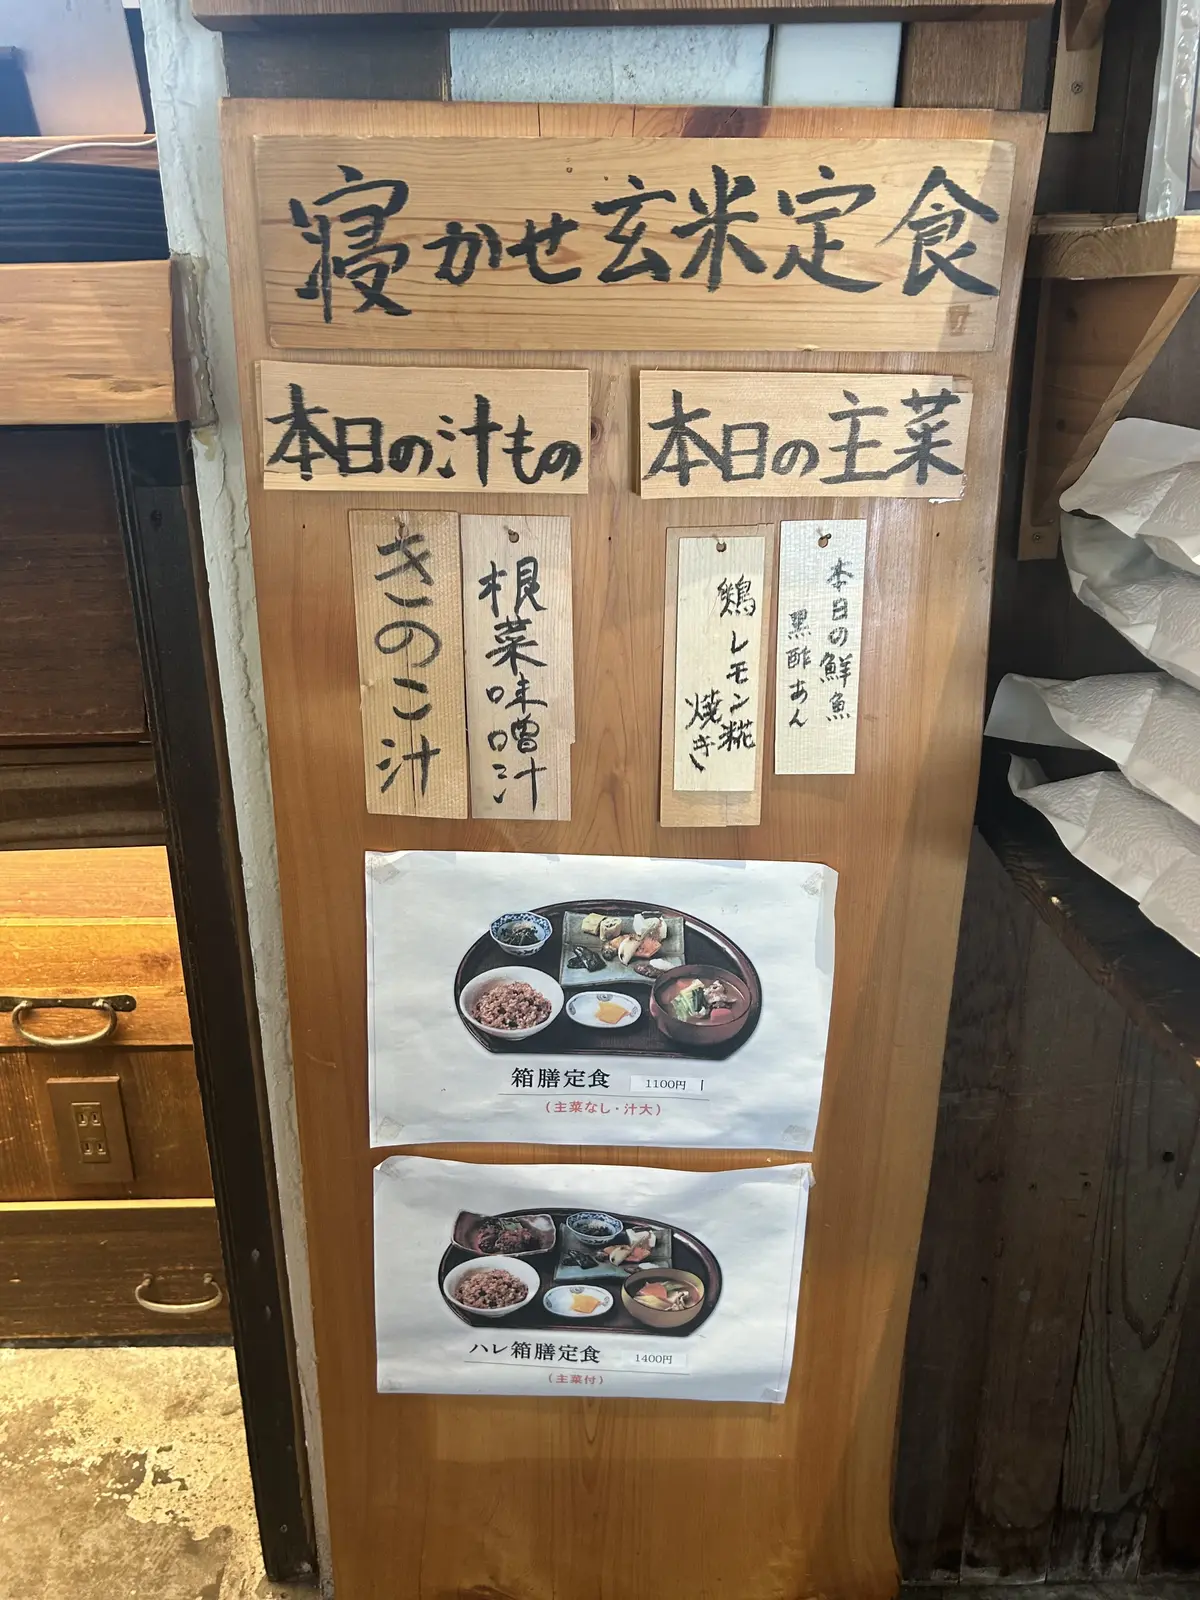 寝かせ玄米定食
本日の汁もの
本日の主菜
きのこ汁
根菜味噌汁
鶏レモン糀
焼き
本日の鮮魚
黒酢あん
箱膳定食 1100円
（主菜なし・汁大）
ハレ箱膳定食 1400円
（主菜付）